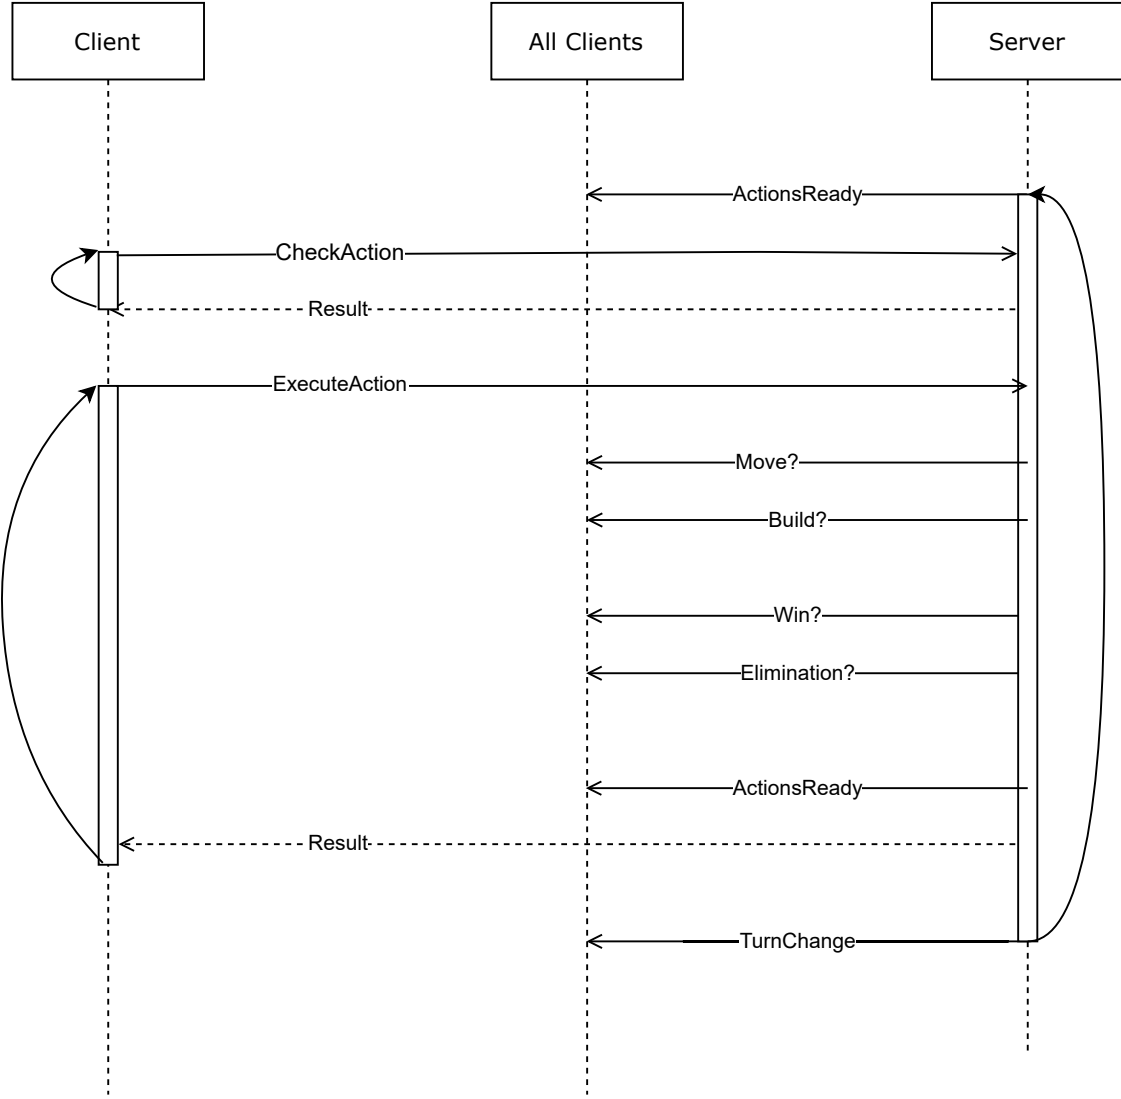 Client
All Clients
Server
ActionsReady
CheckAction
Result
ExecuteAction
Move?
Build?
Win?
Elimination?
ActionsReady
Result
TurnChange